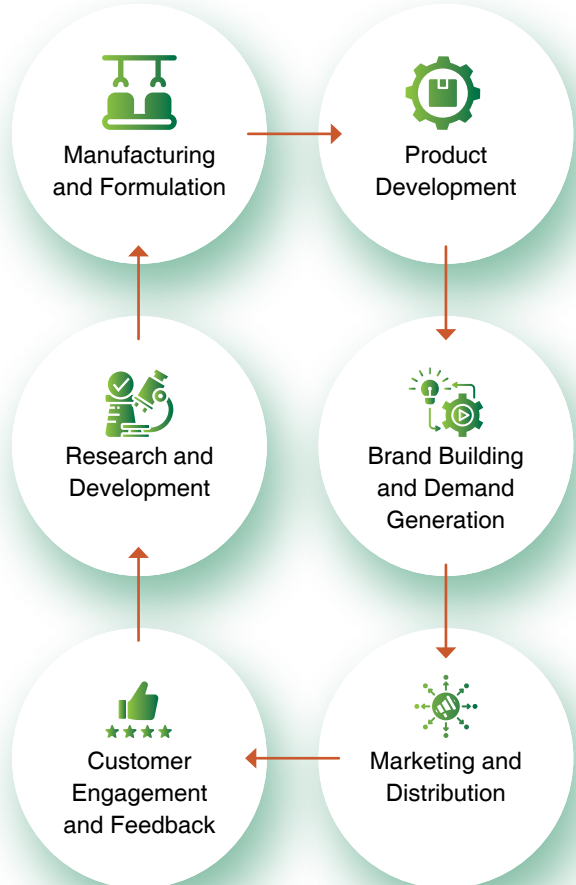 Manufacturing
and Formulation
Product
Development
Research and
Development
Brand Building
and Demand
Generation
Customer
Engagement
and Feedback
Marketing and
Distribution